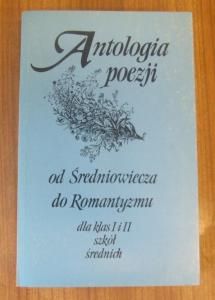 Antologia
poezji
od Średniowiecza
do Romantyzmu
dla klas I i II
szkół
średnich